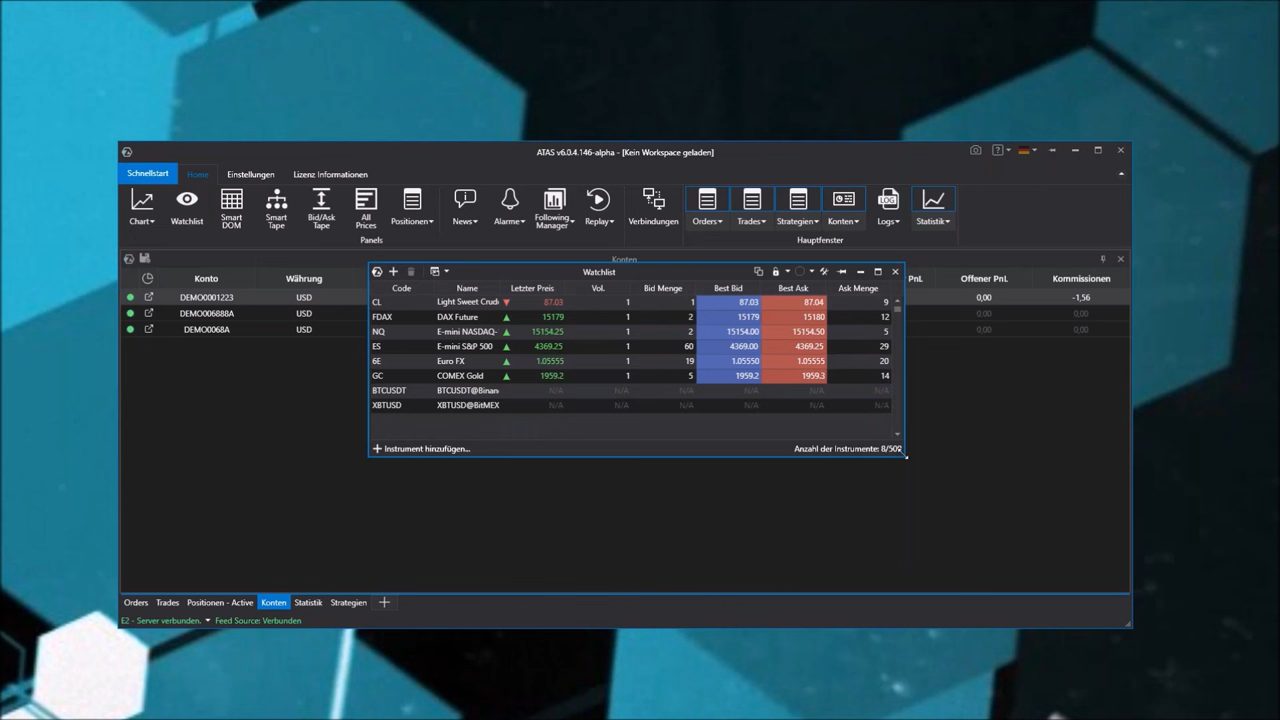 ATAS v6.0.4.146-alpha - [Kein Workspace geladen]
Schnellstart Home Einstellungen Lizenz Informationen
Chart Watchlist Smart DOM Smart Tape Bid/Ask Tape All Prices Positionen News Alarme Following Manager Replay Verbindungen Orders Trades Strategien Konten LOG Logs Statistik
Panels Hauptfenster
Konten
Konto Währung PnL Offener PnL Kommissionen
DEMO0001223 USD 0,00 -1,56
DEMO006888A USD 0,00 0,00
DEMO0068A USD 0,00 0,00
Watchlist
Code Name Letzter Preis Vol. Bid Menge Best Bid Best Ask Ask Menge
CL Light Sweet Crud 87.03 1 1 87.03 87.04 9
FDAX DAX Future 15179 1 2 15179 15180 12
NQ E-mini NASDAQ- 15154.25 1 2 15154.00 15154.50 5
ES E-mini S&P 500 4369.25 1 60 4369.00 4369.25 29
6E Euro FX 1.05555 1 19 1.05550 1.05555 20
GC COMEX Gold 1959.2 1 5 1959.2 1959.3 14
BTCUSDT BTCUSDT@Binan N/A N/A N/A N/A N/A N/A
XBTUSD XBTUSD@BitMEX N/A N/A N/A N/A N/A N/A
Instrument hinzufügen... Anzahl der Instrumente: 8/500
Orders Trades Positionen - Active Konten Statistik Strategien
E2 - Server verbunden. Feed Source: Verbunden